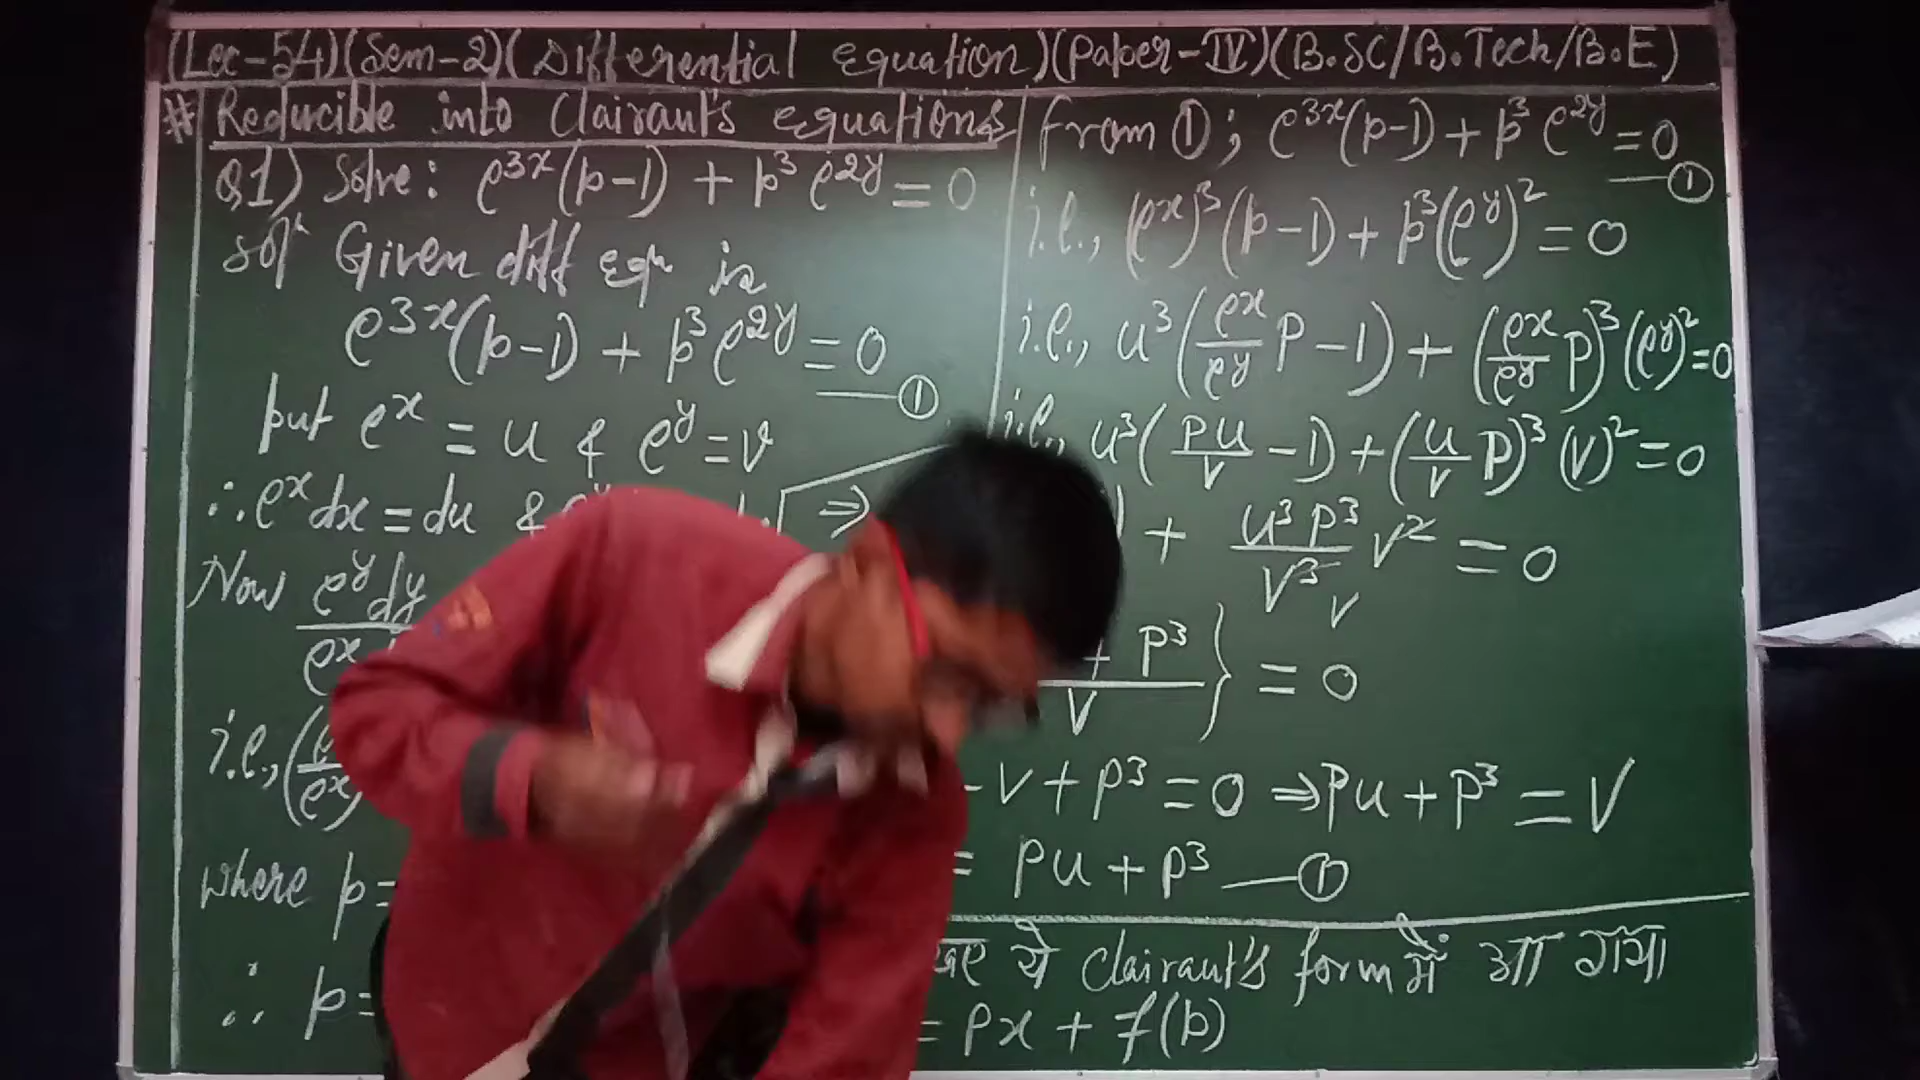 (Lec-54)(Sem-2)(Differential equation)(Paper-IV)(B.SC/B.Tech/B.E)
# Reducible into Clairaut's equations
Q1) Solve: e^{3x}(p-1) + p^3 e^{2y} = 0
Sol^n Given diff eq^n is
e^{3x}(p-1) + p^3 e^{2y} = 0 —①
put e^x = u & e^y = v
∴ e^x dx = du &
Now e^y dy
e^x
i.e.,
e^x
where p =
∴ p =
⇒
from ①; e^{3x}(p-1) + p^3 e^{2y} = 0 —①
i.e., (e^x)^3 (p-1) + p^3 (e^y)^2 = 0
i.e., u^3 (e^x/e^y P - 1) + (e^x/e^y P)^3 (e^y)^2 = 0
i.e., u^3 (PU/V - 1) + (u/V P)^3 (V)^2 = 0
+ u^3 P^3/V^3 V^2 = 0
V
+ P^3/V } = 0
- V + P^3 = 0 ⇒ PU + P^3 = V
= PU + P^3 —①
ये Clairaut's form में आ गया
= Px + f(p)